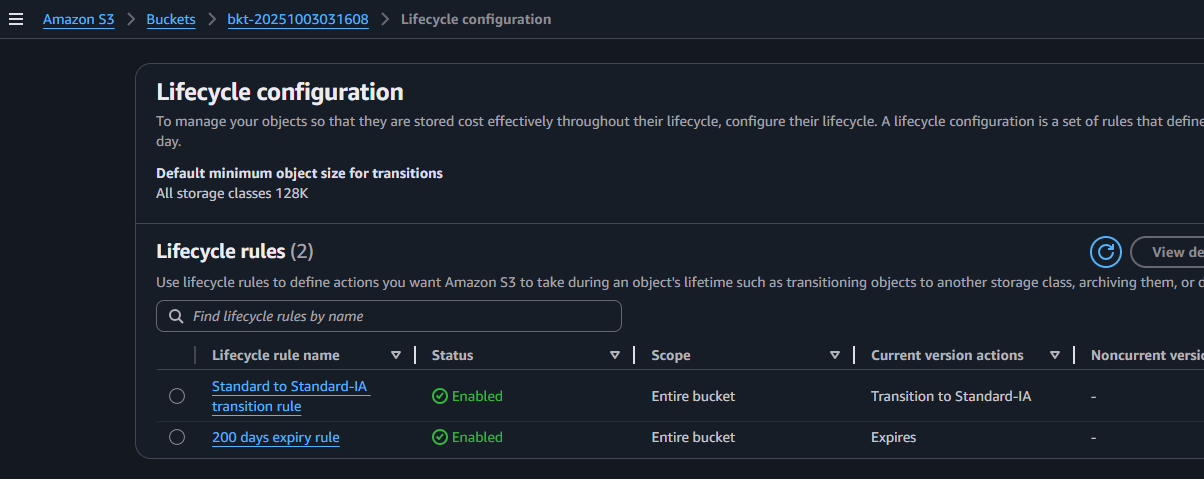 Amazon S3 > Buckets > bkt-20251003031608 > Lifecycle configuration
Lifecycle configuration
To manage your objects so that they are stored cost effectively throughout their lifecycle, configure their lifecycle. A lifecycle configuration is a set of rules that define
day.
Default minimum object size for transitions
All storage classes 128K
Lifecycle rules (2)
View de
Use lifecycle rules to define actions you want Amazon S3 to take during an object's lifetime such as transitioning objects to another storage class, archiving them, or d
Find lifecycle rules by name
Lifecycle rule name Status Scope Current version actions Noncurrent versi
Standard to Standard-IA
transition rule
Enabled Entire bucket Transition to Standard-IA -
200 days expiry rule Enabled Entire bucket Expires -